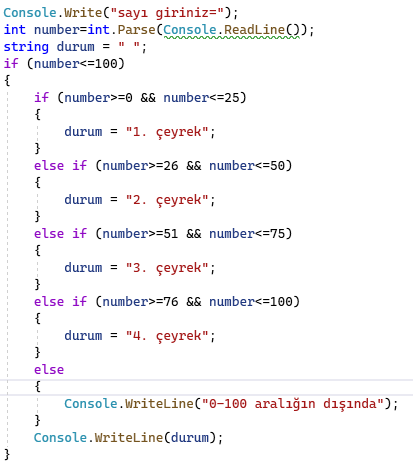 Console.Write("sayı giriniz=");
int number=int.Parse(Console.ReadLine());
string durum = " ";
if (number<=100)
{
    if (number>=0 && number<=25)
    {
        durum = "1. çeyrek";
    }
    else if (number>=26 && number<=50)
    {
        durum = "2. çeyrek";
    }
    else if (number>=51 && number<=75)
    {
        durum = "3. çeyrek";
    }
    else if (number>=76 && number<=100)
    {
        durum = "4. çeyrek";
    }
    else
    {
        Console.WriteLine("0-100 aralığın dışında");
    }
    Console.WriteLine(durum);
}